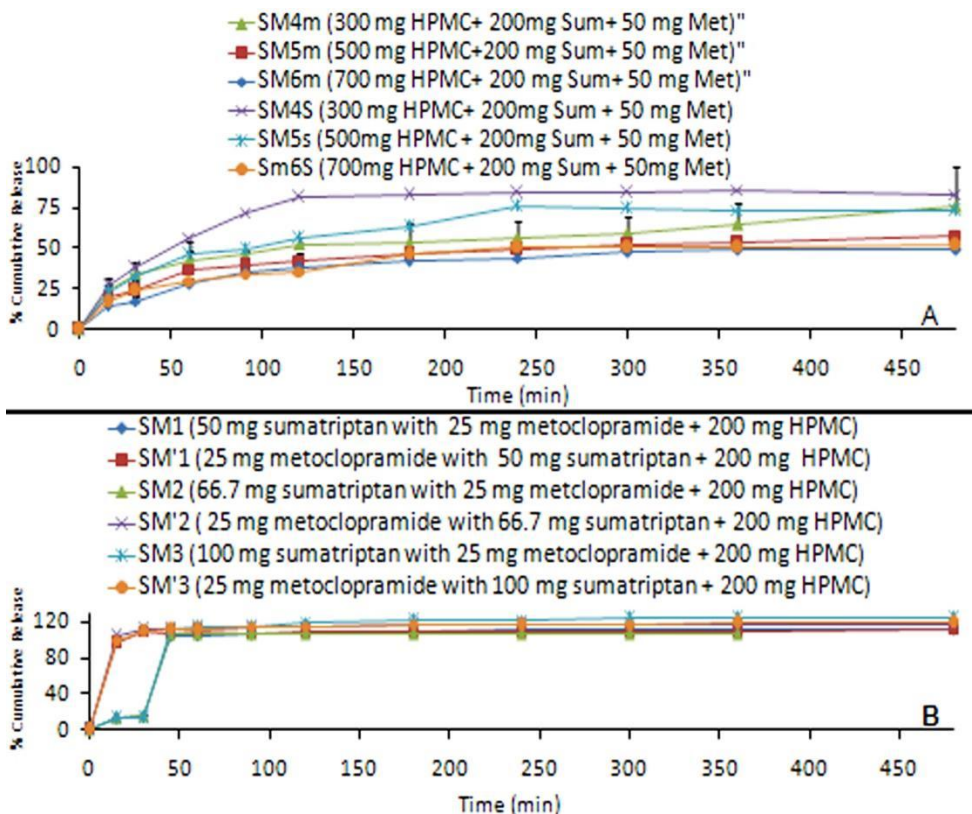 SM4m (300 mg HPMC+ 200mg Sum+ 50 mg Met)"
SM5m (500 mg HPMC+200 mg Sum+ 50 mg Met)"
SM6m (700 mg HPMC+ 200 mg Sum+ 50 mg Met)"
SM4S (300 mg HPMC+ 200mg Sum + 50 mg Met)
SM5s (500mg HPMC+ 200mg Sum + 50 mg Met)
Sm6S (700mg HPMC+ 200 mg Sum + 50mg Met)
% Cumulative Release
100
75
50
25
0
A
0 50 100 150 200 250 300 350 400 450
Time (min)
SM1 (50 mg sumatriptan with 25 mg metoclopramide + 200 mg HPMC)
SM'1 (25 mg metoclopramide with 50 mg sumatriptan + 200 mg HPMC)
SM2 (66.7 mg sumatriptan with 25 mg metclopramide + 200 mg HPMC)
SM'2 ( 25 mg metoclopramide with 66.7 mg sumatriptan + 200 mg HPMC)
SM3 (100 mg sumatriptan with 25 mg metoclopramide + 200 mg HPMC)
SM'3 (25 mg metoclopramide with 100 mg sumatriptan + 200 mg HPMC)
% Cumulative Release
120
80
40
0
B
0 50 100 150 200 250 300 350 400 450
Time (min)